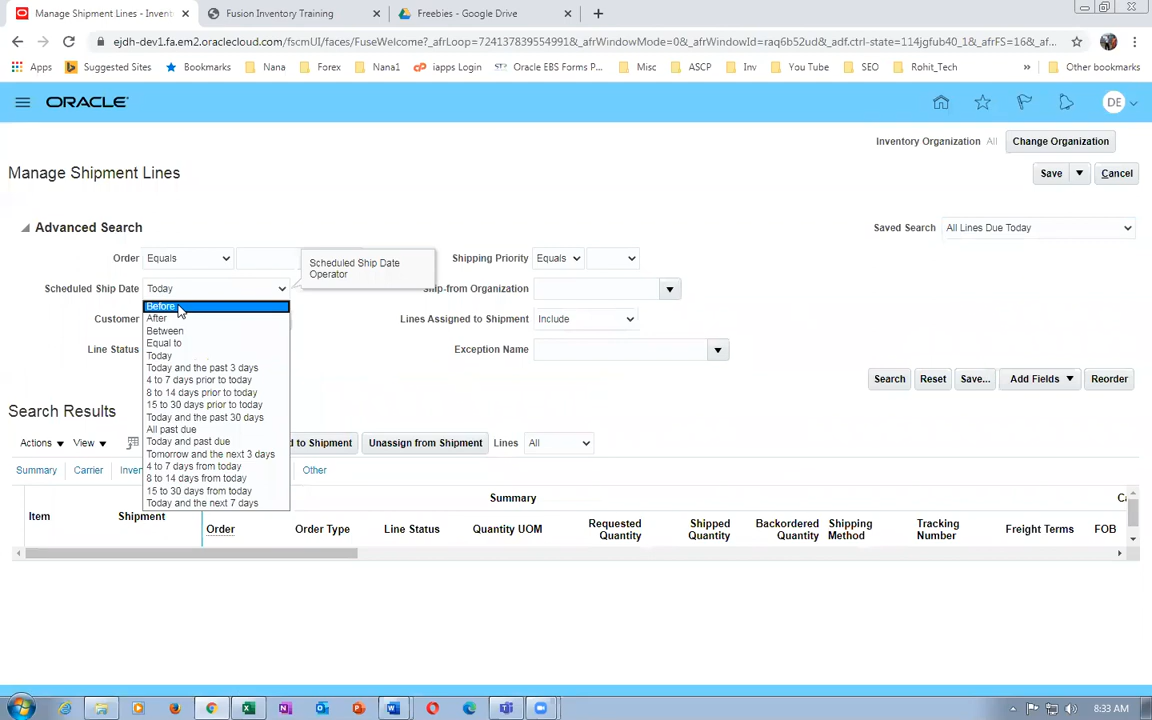 Manage Shipment Lines - Invent
Fusion Inventory Training
Freebies - Google Drive
ejdh-dev1.fa.em2.oraclecloud.com/fscmUI/faces/FuseWelcome?_afrLoop=724137839554991&_afrWindowMode=0&_afrWindowId=raq6b52ud&_adf.ctrl-state=114jgfub40_1&_afrFS=16&_afrMT=...
Apps
Suggested Sites
Bookmarks
Nana
Forex
Nana1
iapps Login
Oracle EBS Forms P...
Misc
ASCP
Inv
You Tube
SEO
Rohit_Tech
»
Other bookmarks
ORACLE
DE
Inventory Organization All
Change Organization
Manage Shipment Lines
Save
Cancel
Advanced Search
Saved Search All Lines Due Today
Order Equals
Scheduled Ship Date Operator
Shipping Priority Equals
Scheduled Ship Date Today
Ship-from Organization
Before
After
Between
Equal to
Today
Today and the past 3 days
4 to 7 days prior to today
8 to 14 days prior to today
15 to 30 days prior to today
Today and the past 30 days
All past due
Today and past due
Tomorrow and the next 3 days
4 to 7 days from today
8 to 14 days from today
15 to 30 days from today
Today and the next 7 days
Customer
Lines Assigned to Shipment Include
Line Status
Exception Name
Search
Reset
Save...
Add Fields
Reorder
Search Results
Actions
View
d to Shipment
Unassign from Shipment
Lines All
Summary
Carrier
Inven
Other
Summary
Ca
Item
Shipment
Order
Order Type
Line Status
Quantity UOM
Requested Quantity
Shipped Quantity
Backordered Quantity
Shipping Method
Tracking Number
Freight Terms
FOB
8:33 AM